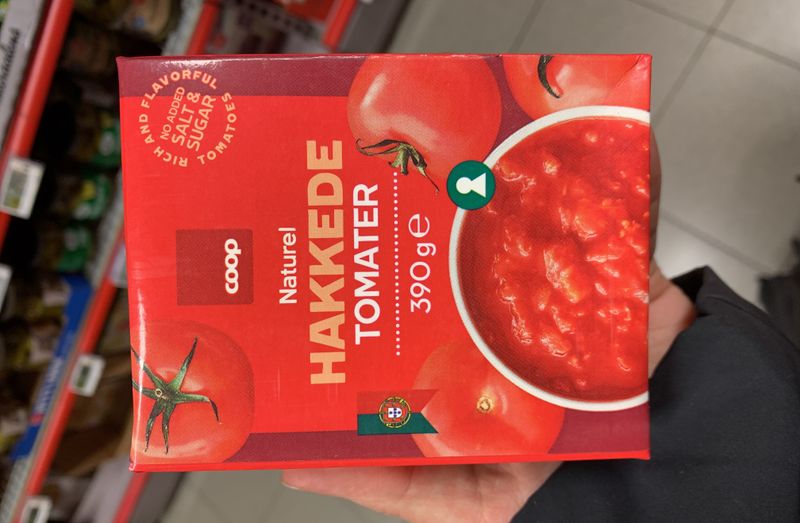 RICH AND FLAVORFUL TOMATOES
NO ADDED
SALT &
SUGAR
coop
Naturel
HAKKEDE
TOMATER
390 g ℮